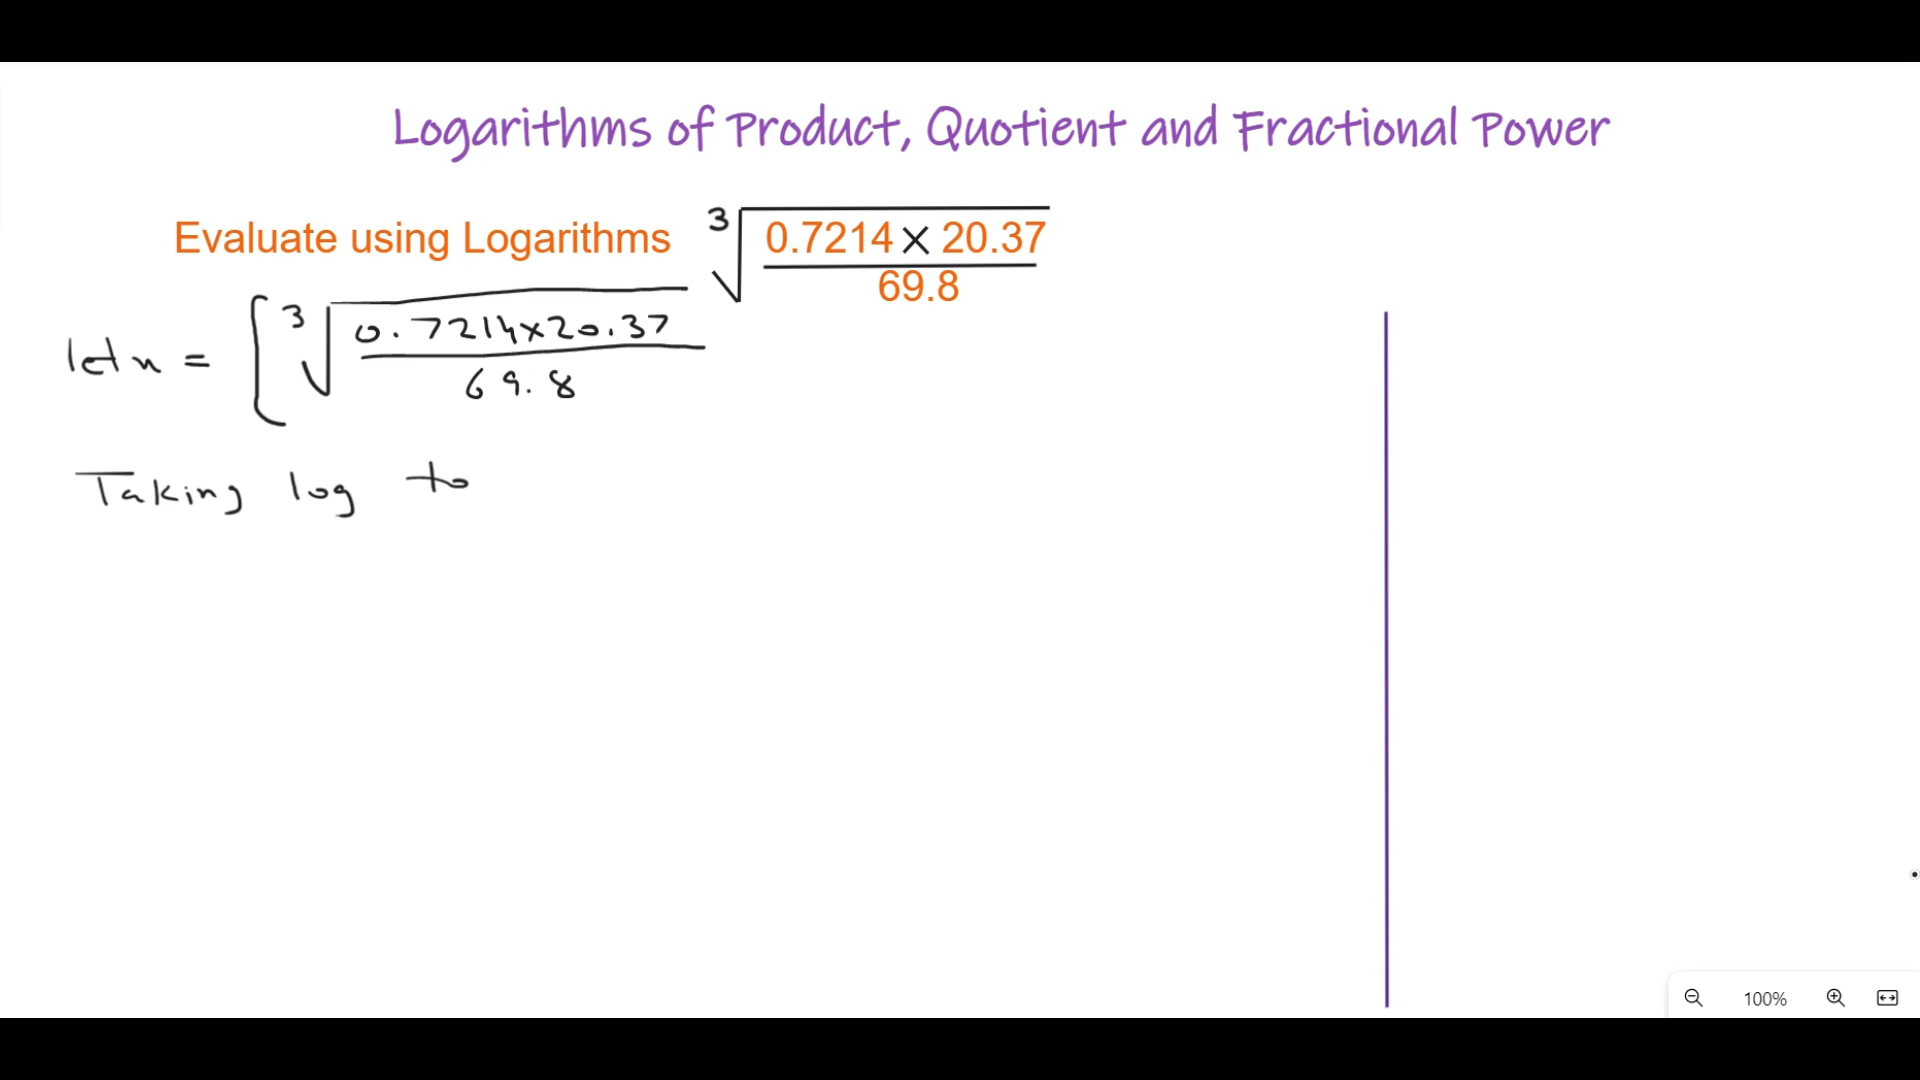 Logarithms of Product, Quotient and Fractional Power
Evaluate using Logarithms ∛(0.7214 × 20.37 / 69.8)
let x = [ ∛(0.7214 x 20.37 / 69.8)
Taking log to
100%